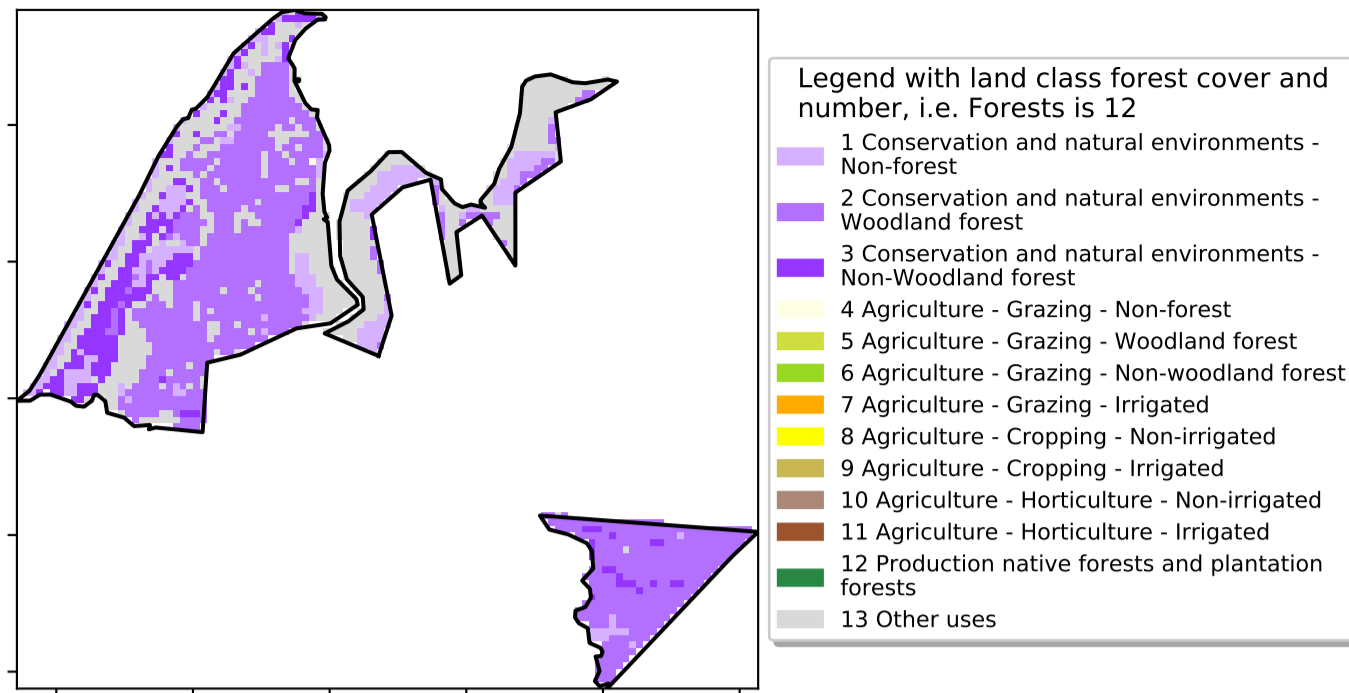 Legend with land class forest cover and
number, i.e. Forests is 12
1 Conservation and natural environments -
Non-forest
2 Conservation and natural environments -
Woodland forest
3 Conservation and natural environments -
Non-Woodland forest
4 Agriculture - Grazing - Non-forest
5 Agriculture - Grazing - Woodland forest
6 Agriculture - Grazing - Non-woodland forest
7 Agriculture - Grazing - Irrigated
8 Agriculture - Cropping - Non-irrigated
9 Agriculture - Cropping - Irrigated
10 Agriculture - Horticulture - Non-irrigated
11 Agriculture - Horticulture - Irrigated
12 Production native forests and plantation
forests
13 Other uses